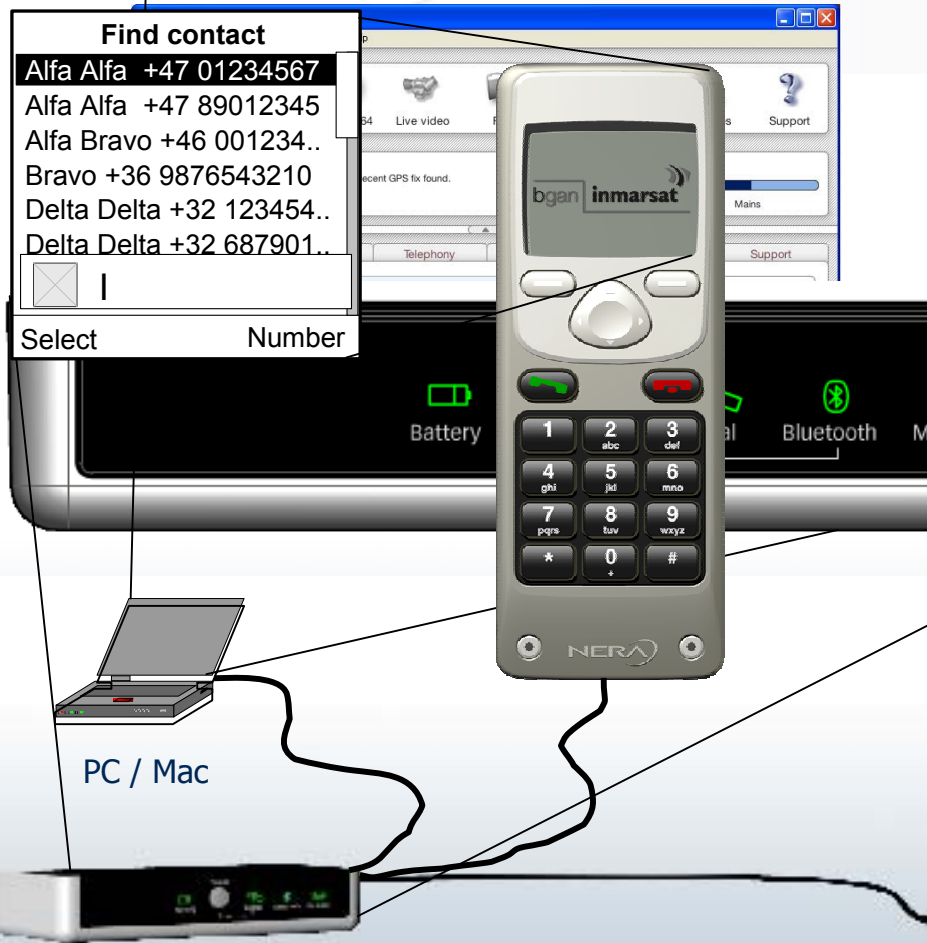 Find contact
Alfa Alfa +47 01234567
Alfa Alfa +47 89012345
Alfa Bravo +46 001234..
Bravo +36 9876543210
Delta Delta +32 123454..
Delta Delta +32 687901..
Select Number
64 Live video Support
ecent GPS fix found.
Mains
Telephony Support
bgan inmarsat
Battery al Bluetooth M
1 2 abc 3 def
4 ghi 5 jkl 6 mno
7 pqrs 8 tuv 9 wxyz
* 0 + #
NERA
PC / Mac